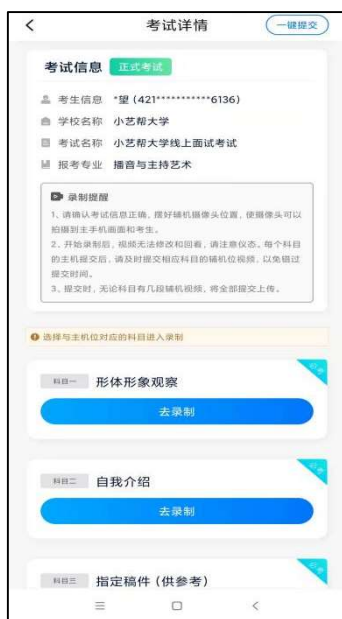 考试详情
一键提交
考试信息 正式考试
考生信息 *望 (421***********6136)
学校名称 小艺帮大学
考试名称 小艺帮大学线上面试考试
报考专业 播音与主持艺术
录制提醒
1、请确认考试信息正确，摆好辅机摄像头位置，使摄像头可以
拍摄到主手机画面和考生。
2、开始录制后，视频无法修改和回看，请注意仪态。每个科目
的主机提交后，请及时提交相应科目的辅机位视频，以免错过
提交时间。
3、提交时，无论科目有几段辅机视频，将全部提交上传。
选择与主机位对应的科目进入录制
科目一 形体形象观察
必考
去录制
科目二 自我介绍
必考
去录制
科目三 指定稿件 (供参考)
必考